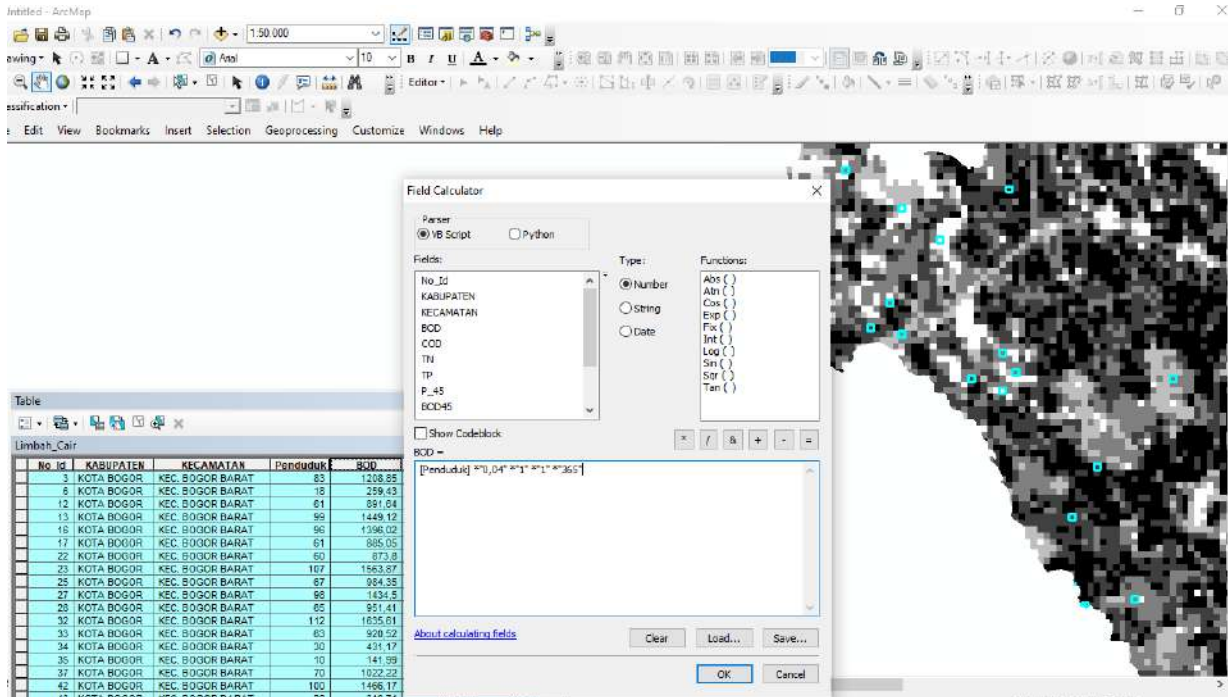 Untitled - ArcMap
1:50.000
awing
A
Arial
10
B I U A
Editor
assification
e Edit View Bookmarks Insert Selection Geoprocessing Customize Windows Help
Field Calculator
Parser
VB Script Python
Fields: Type: Functions:
No_Id
KABUPATEN
KECAMATAN
BOD
COD
TN
TP
P_45
BOD45
Number
String
Date
Abs ( )
Atn ( )
Cos ( )
Exp ( )
Fix ( )
Int ( )
Log ( )
Sin ( )
Sqr ( )
Tan ( )
Show Codeblock
* / & + - =
BOD =
[Penduduk] *"0,04" *"1" *"1" *"365"
About calculating fields
Clear Load... Save...
OK Cancel
Table
Limbah_Cair
No_Id KABUPATEN KECAMATAN Penduduk BOD
3 KOTA BOGOR KEC. BOGOR BARAT 83 1208,85
6 KOTA BOGOR KEC. BOGOR BARAT 18 259,43
12 KOTA BOGOR KEC. BOGOR BARAT 61 891,64
13 KOTA BOGOR KEC. BOGOR BARAT 99 1449,12
16 KOTA BOGOR KEC. BOGOR BARAT 96 1396,02
17 KOTA BOGOR KEC. BOGOR BARAT 61 885,05
22 KOTA BOGOR KEC. BOGOR BARAT 60 873,8
23 KOTA BOGOR KEC. BOGOR BARAT 107 1563,87
25 KOTA BOGOR KEC. BOGOR BARAT 67 984,35
27 KOTA BOGOR KEC. BOGOR BARAT 98 1434,5
28 KOTA BOGOR KEC. BOGOR BARAT 65 951,41
32 KOTA BOGOR KEC. BOGOR BARAT 112 1635,61
33 KOTA BOGOR KEC. BOGOR BARAT 63 920,52
34 KOTA BOGOR KEC. BOGOR BARAT 30 431,17
35 KOTA BOGOR KEC. BOGOR BARAT 10 141,99
37 KOTA BOGOR KEC. BOGOR BARAT 70 1022,22
42 KOTA BOGOR KEC. BOGOR BARAT 100 1466,17